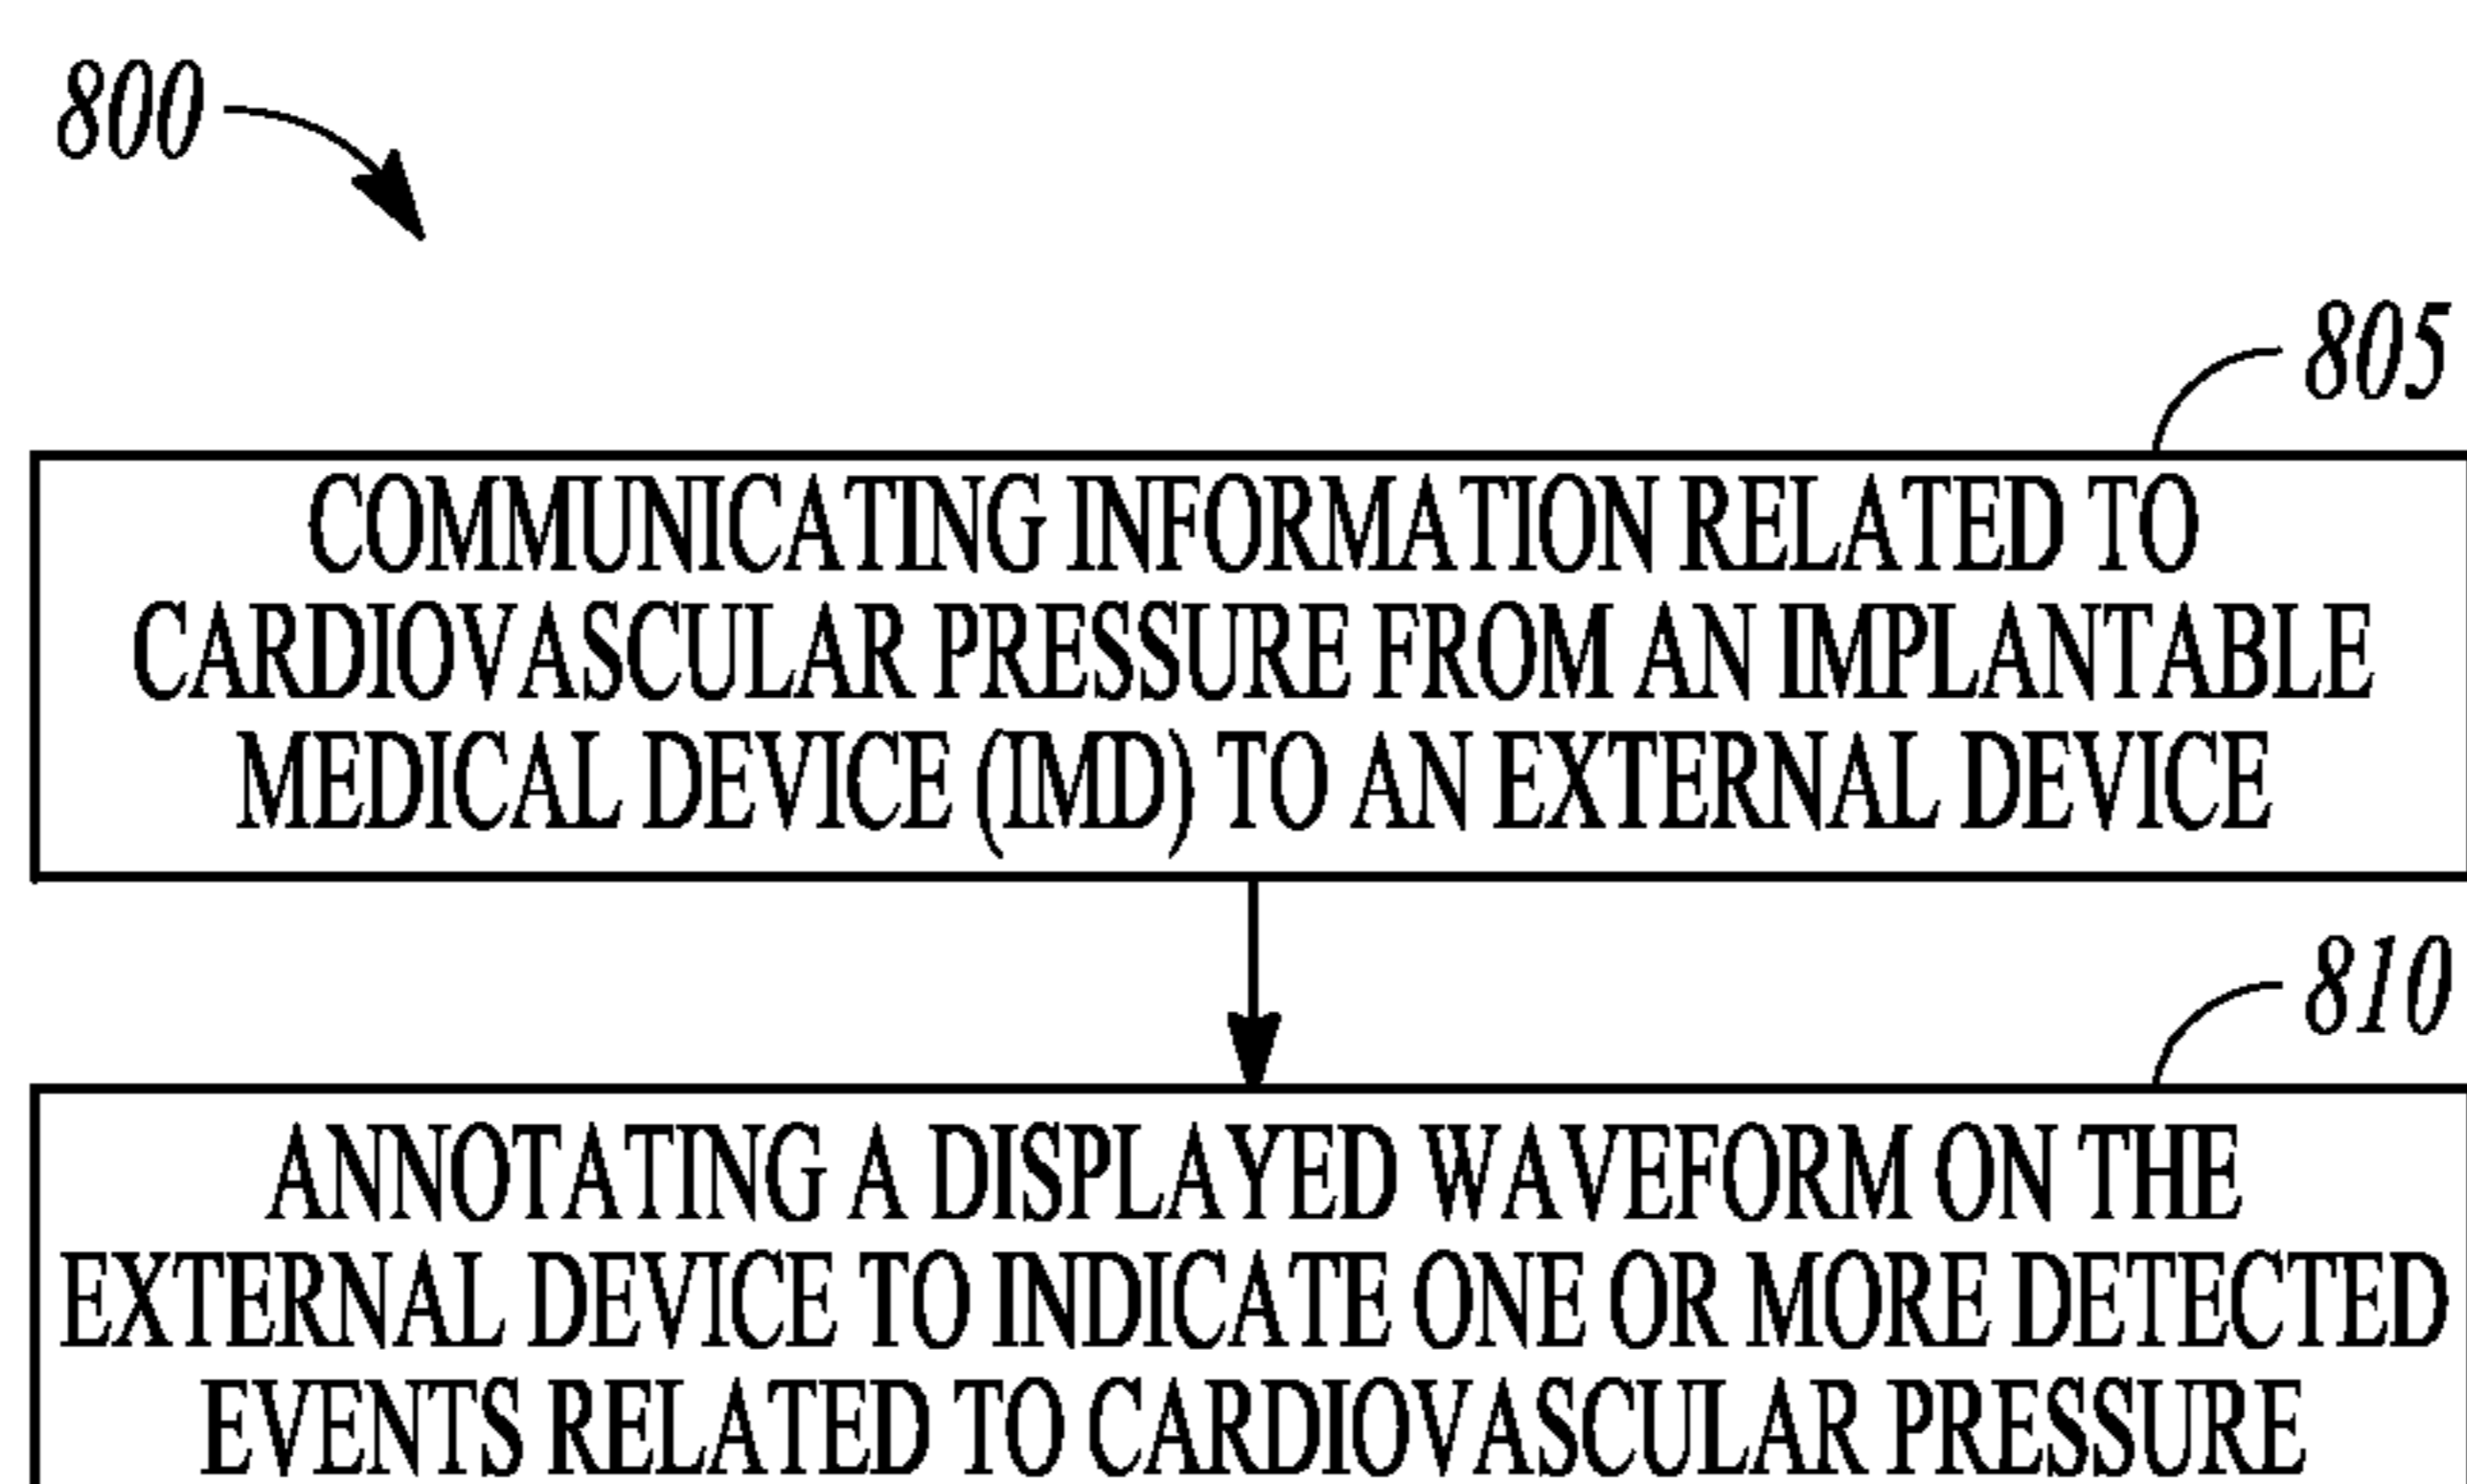 800
805
COMMUNICATING INFORMATION RELATED TO
CARDIOVASCULAR PRESSURE FROM AN IMPLANTABLE
MEDICAL DEVICE (IMD) TO AN EXTERNAL DEVICE
810
ANNOTATING A DISPLAYED WAVEFORM ON THE
EXTERNAL DEVICE TO INDICATE ONE OR MORE DETECTED
EVENTS RELATED TO CARDIOVASCULAR PRESSURE